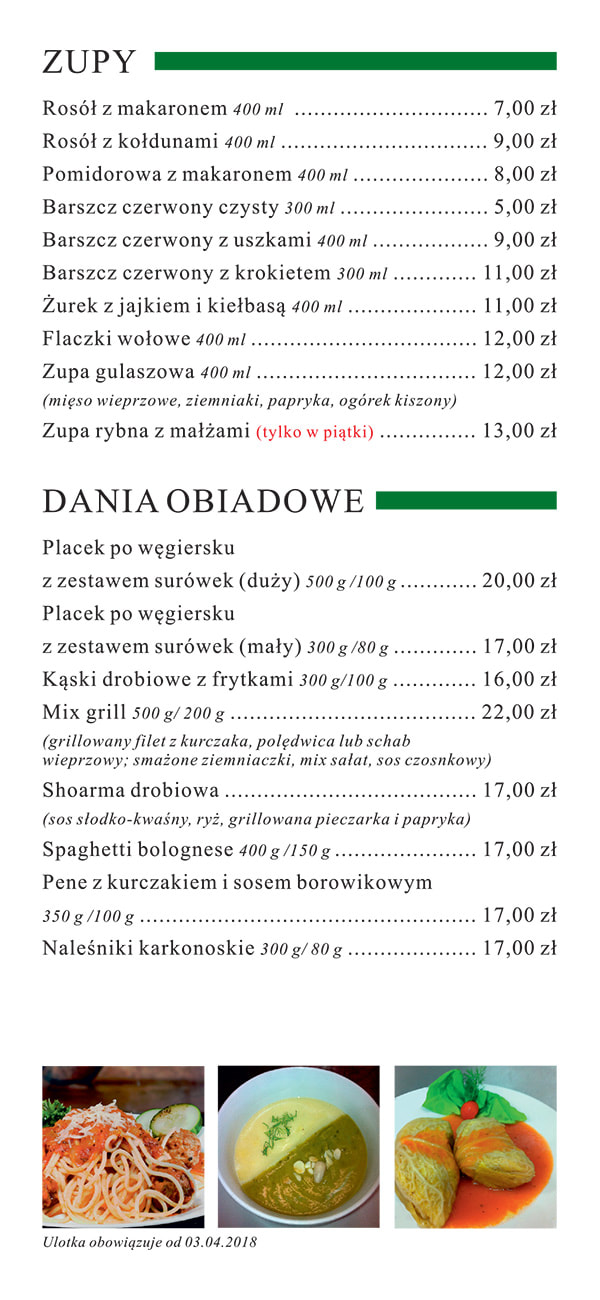 ZUPY
Rosół z makaronem 400 ml ................................ 7,00 zł
Rosół z kołdunami 400 ml .................................. 9,00 zł
Pomidorowa z makaronem 400 ml ...................... 8,00 zł
Barszcz czerwony czysty 300 ml ........................ 5,00 zł
Barszcz czerwony z uszkami 400 ml ................... 9,00 zł
Barszcz czerwony z krokietem 300 ml ............. 11,00 zł
Żurek z jajkiem i kiełbasą 400 ml ..................... 11,00 zł
Flaczki wołowe 400 ml ..................................... 12,00 zł
Zupa gulaszowa 400 ml .................................... 12,00 zł
(mięso wieprzowe, ziemniaki, papryka, ogórek kiszony)
Zupa rybna z małżami (tylko w piątki) ................ 13,00 zł
DANIA OBIADOWE
Placek po węgiersku
z zestawem surówek (duży) 500 g /100 g ............ 20,00 zł
Placek po węgiersku
z zestawem surówek (mały) 300 g /80 g ............. 17,00 zł
Kąski drobiowe z frytkami 300 g/100 g ............. 16,00 zł
Mix grill 500 g/ 200 g ........................................ 22,00 zł
(grillowany filet z kurczaka, polędwica lub schab
wieprzowy; smażone ziemniaczki, mix sałat, sos czosnkowy)
Shoarma drobiowa ......................................... 17,00 zł
(sos słodko-kwaśny, ryż, grillowana pieczarka i papryka)
Spaghetti bolognese 400 g /150 g ....................... 17,00 zł
Pene z kurczakiem i sosem borowikowym
350 g /100 g ....................................................... 17,00 zł
Naleśniki karkonoskie 300 g/ 80 g ..................... 17,00 zł
Ulotka obowiązuje od 03.04.2018